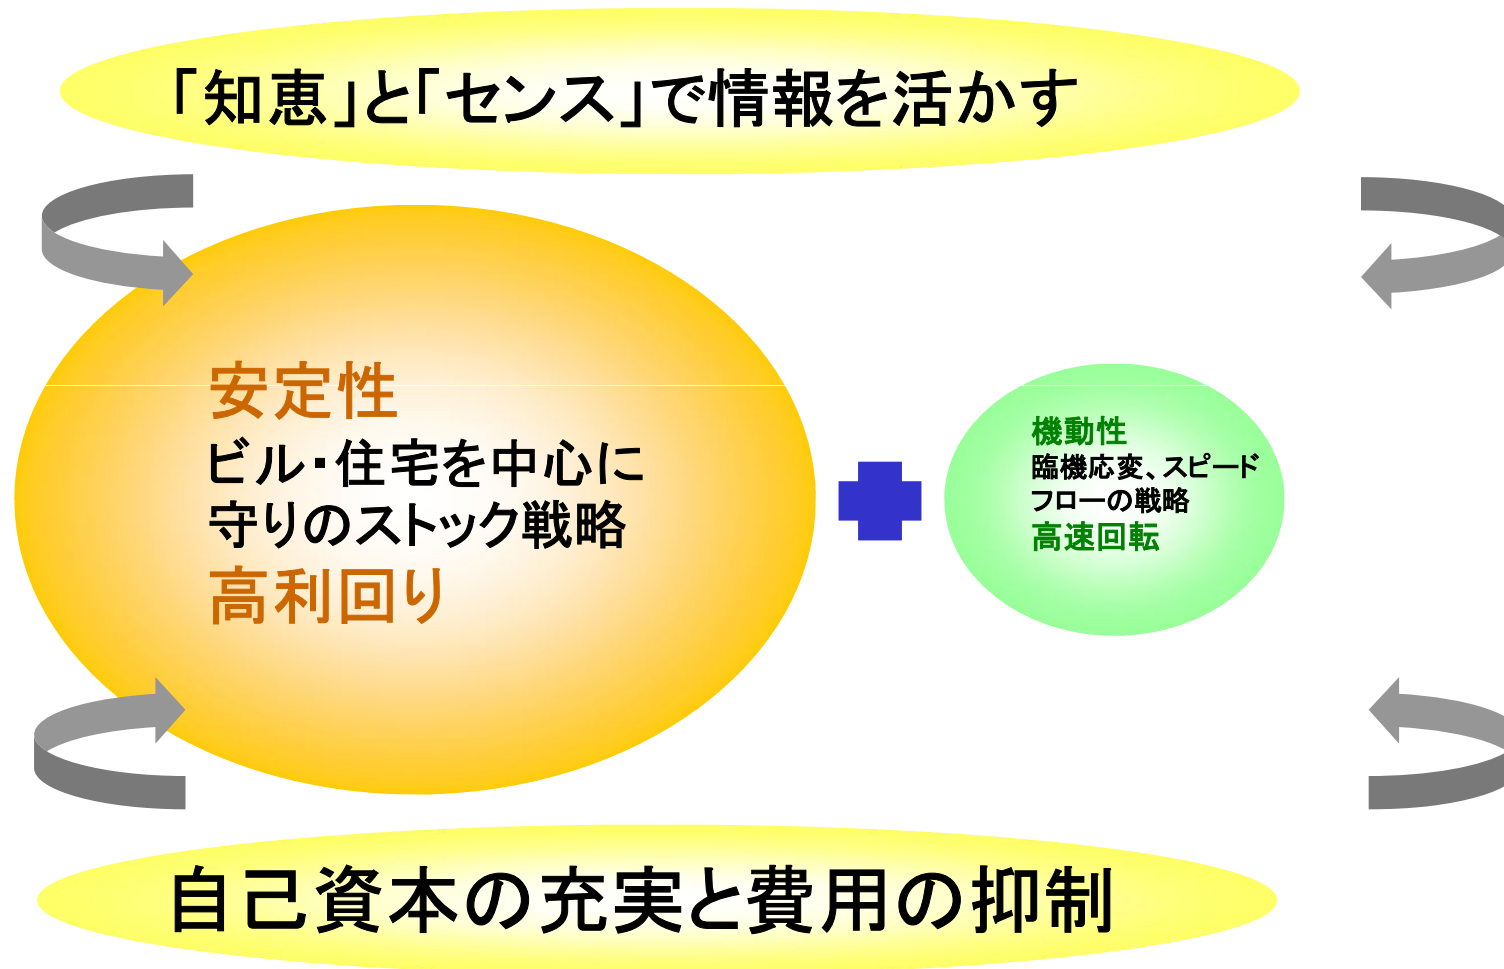 「知恵」と「センス」で情報を活かす
安定性
ビル・住宅を中心に
守りのストック戦略
高利回り
機動性
臨機応変、スピード
フローの戦略
高速回転
自己資本の充実と費用の抑制